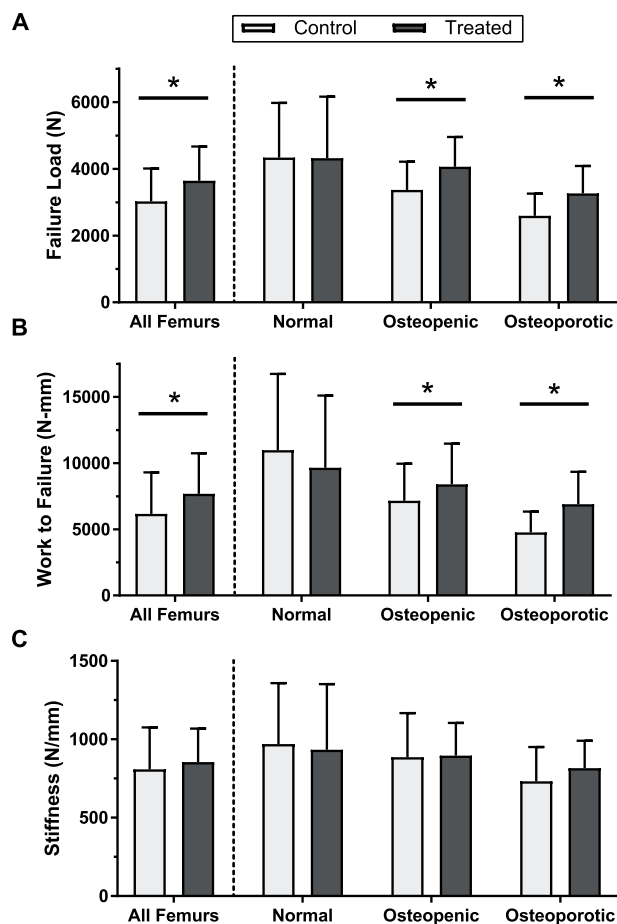 A
Control Treated
Failure Load (N)
6000
4000
2000
0
* * *
All Femurs Normal Osteopenic Osteoporotic
B
Work to Failure (N-mm)
15000
10000
5000
0
* * *
All Femurs Normal Osteopenic Osteoporotic
C
Stiffness (N/mm)
1500
1000
500
0
All Femurs Normal Osteopenic Osteoporotic